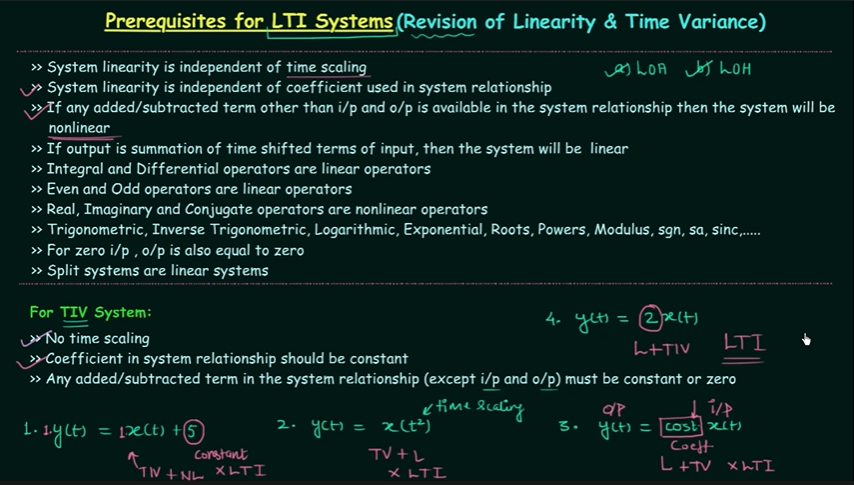 Prerequisites for LTI Systems (Revision of Linearity & Time Variance)
>> System linearity is independent of time scaling
a) LOA b) LOH
>> System linearity is independent of coefficient used in system relationship
>> If any added/subtracted term other than i/p and o/p is available in the system relationship then the system will be
nonlinear
>> If output is summation of time shifted terms of input, then the system will be linear
>> Integral and Differential operators are linear operators
>> Even and Odd operators are linear operators
>> Real, Imaginary and Conjugate operators are nonlinear operators
>> Trigonometric, Inverse Trigonometric, Logarithmic, Exponential, Roots, Powers, Modulus, sgn, sa, sinc,.....
>> For zero i/p , o/p is also equal to zero
>> Split systems are linear systems
For TIV System:
>> No time scaling
>> Coefficient in system relationship should be constant
>> Any added/subtracted term in the system relationship (except i/p and o/p) must be constant or zero
4. y(t) = 2x(t)
L+TIV LTI
1. 1.y(t) = 1x(t) + 5
constant
TIV + NL × LTI
2. y(t) = x(t²)
time scaling
TV + L
× LTI
3. y(t) = cost x(t)
o/p i/p
Coeff
L + TV × LTI